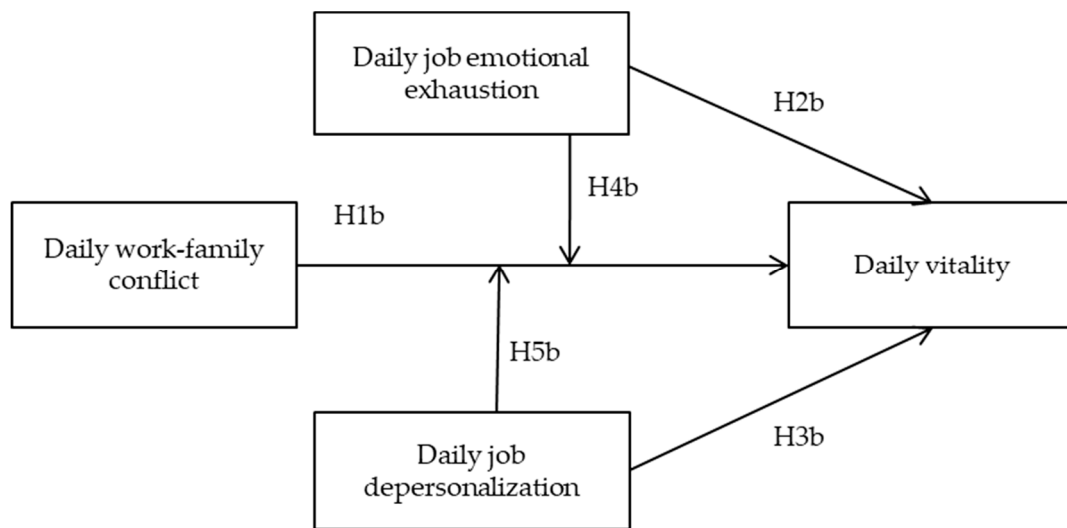 Daily job emotional
exhaustion
H2b
H4b
H1b
Daily work-family
conflict
Daily vitality
H5b
H3b
Daily job
depersonalization